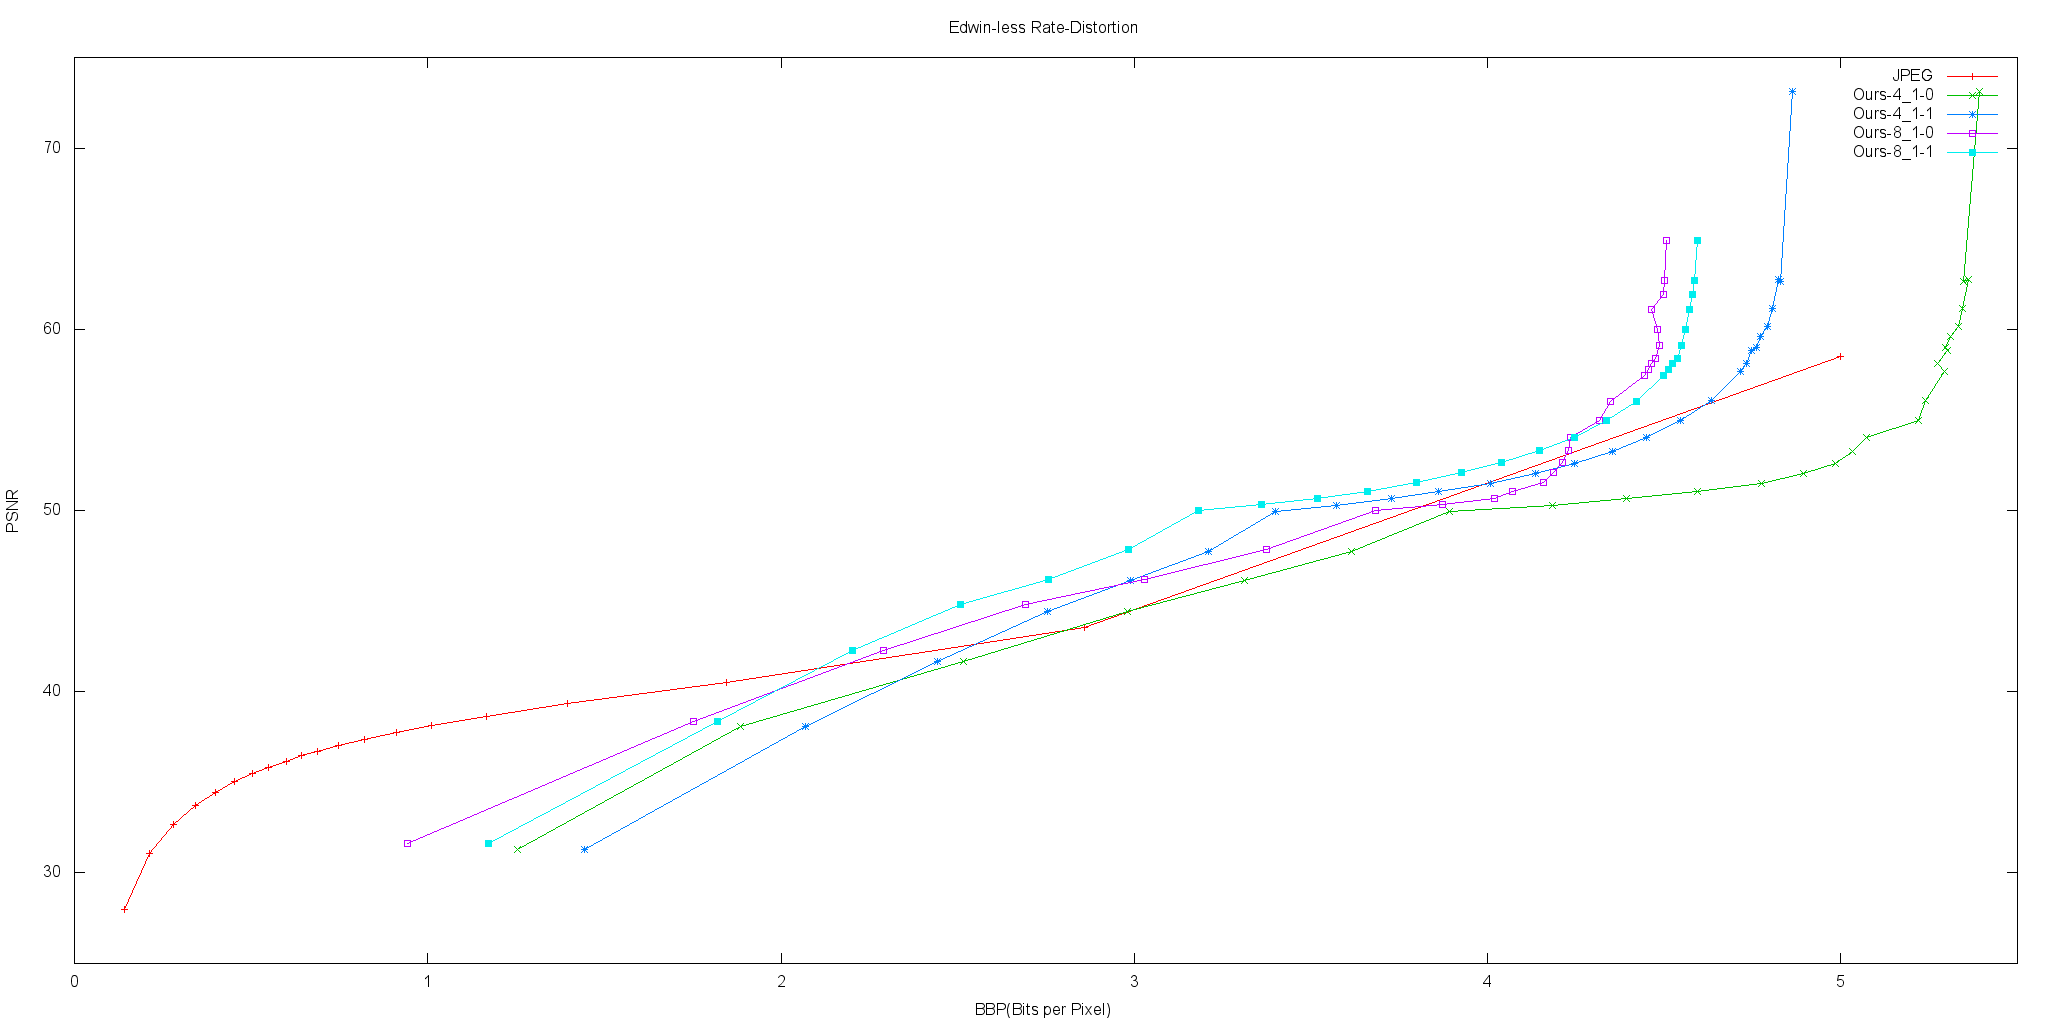 Edwin-less Rate-Distortion
JPEG
Ours-4_1-0
Ours-4_1-1
Ours-8_1-0
Ours-8_1-1
70
60
50
40
30
PSNR
0 1 2 3 4 5
BBP(Bits per Pixel)